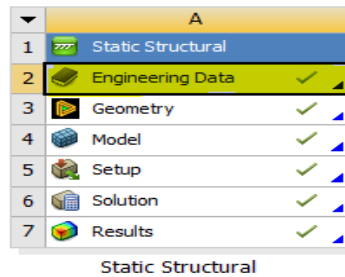 A
1 Static Structural
2 Engineering Data
3 Geometry
4 Model
5 Setup
6 Solution
7 Results
Static Structural